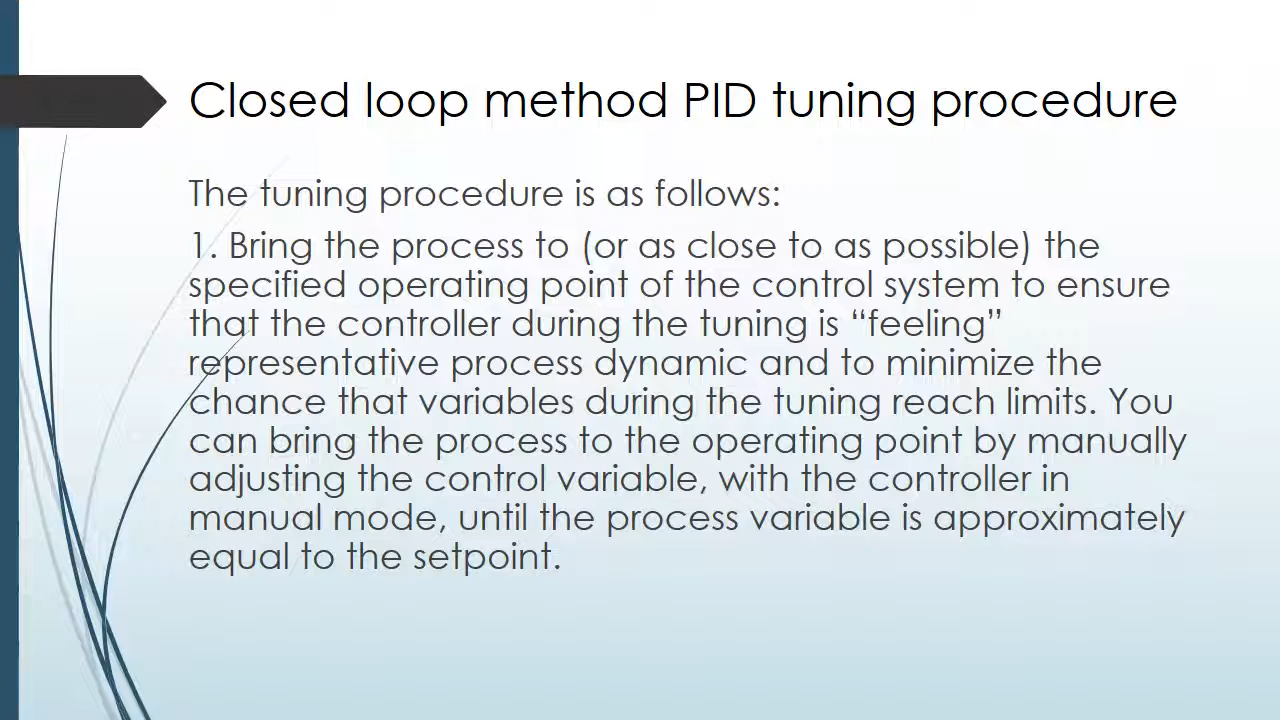 Closed loop method PID tuning procedure
The tuning procedure is as follows:
1. Bring the process to (or as close to as possible) the
specified operating point of the control system to ensure
that the controller during the tuning is “feeling”
representative process dynamic and to minimize the
chance that variables during the tuning reach limits. You
can bring the process to the operating point by manually
adjusting the control variable, with the controller in
manual mode, until the process variable is approximately
equal to the setpoint.